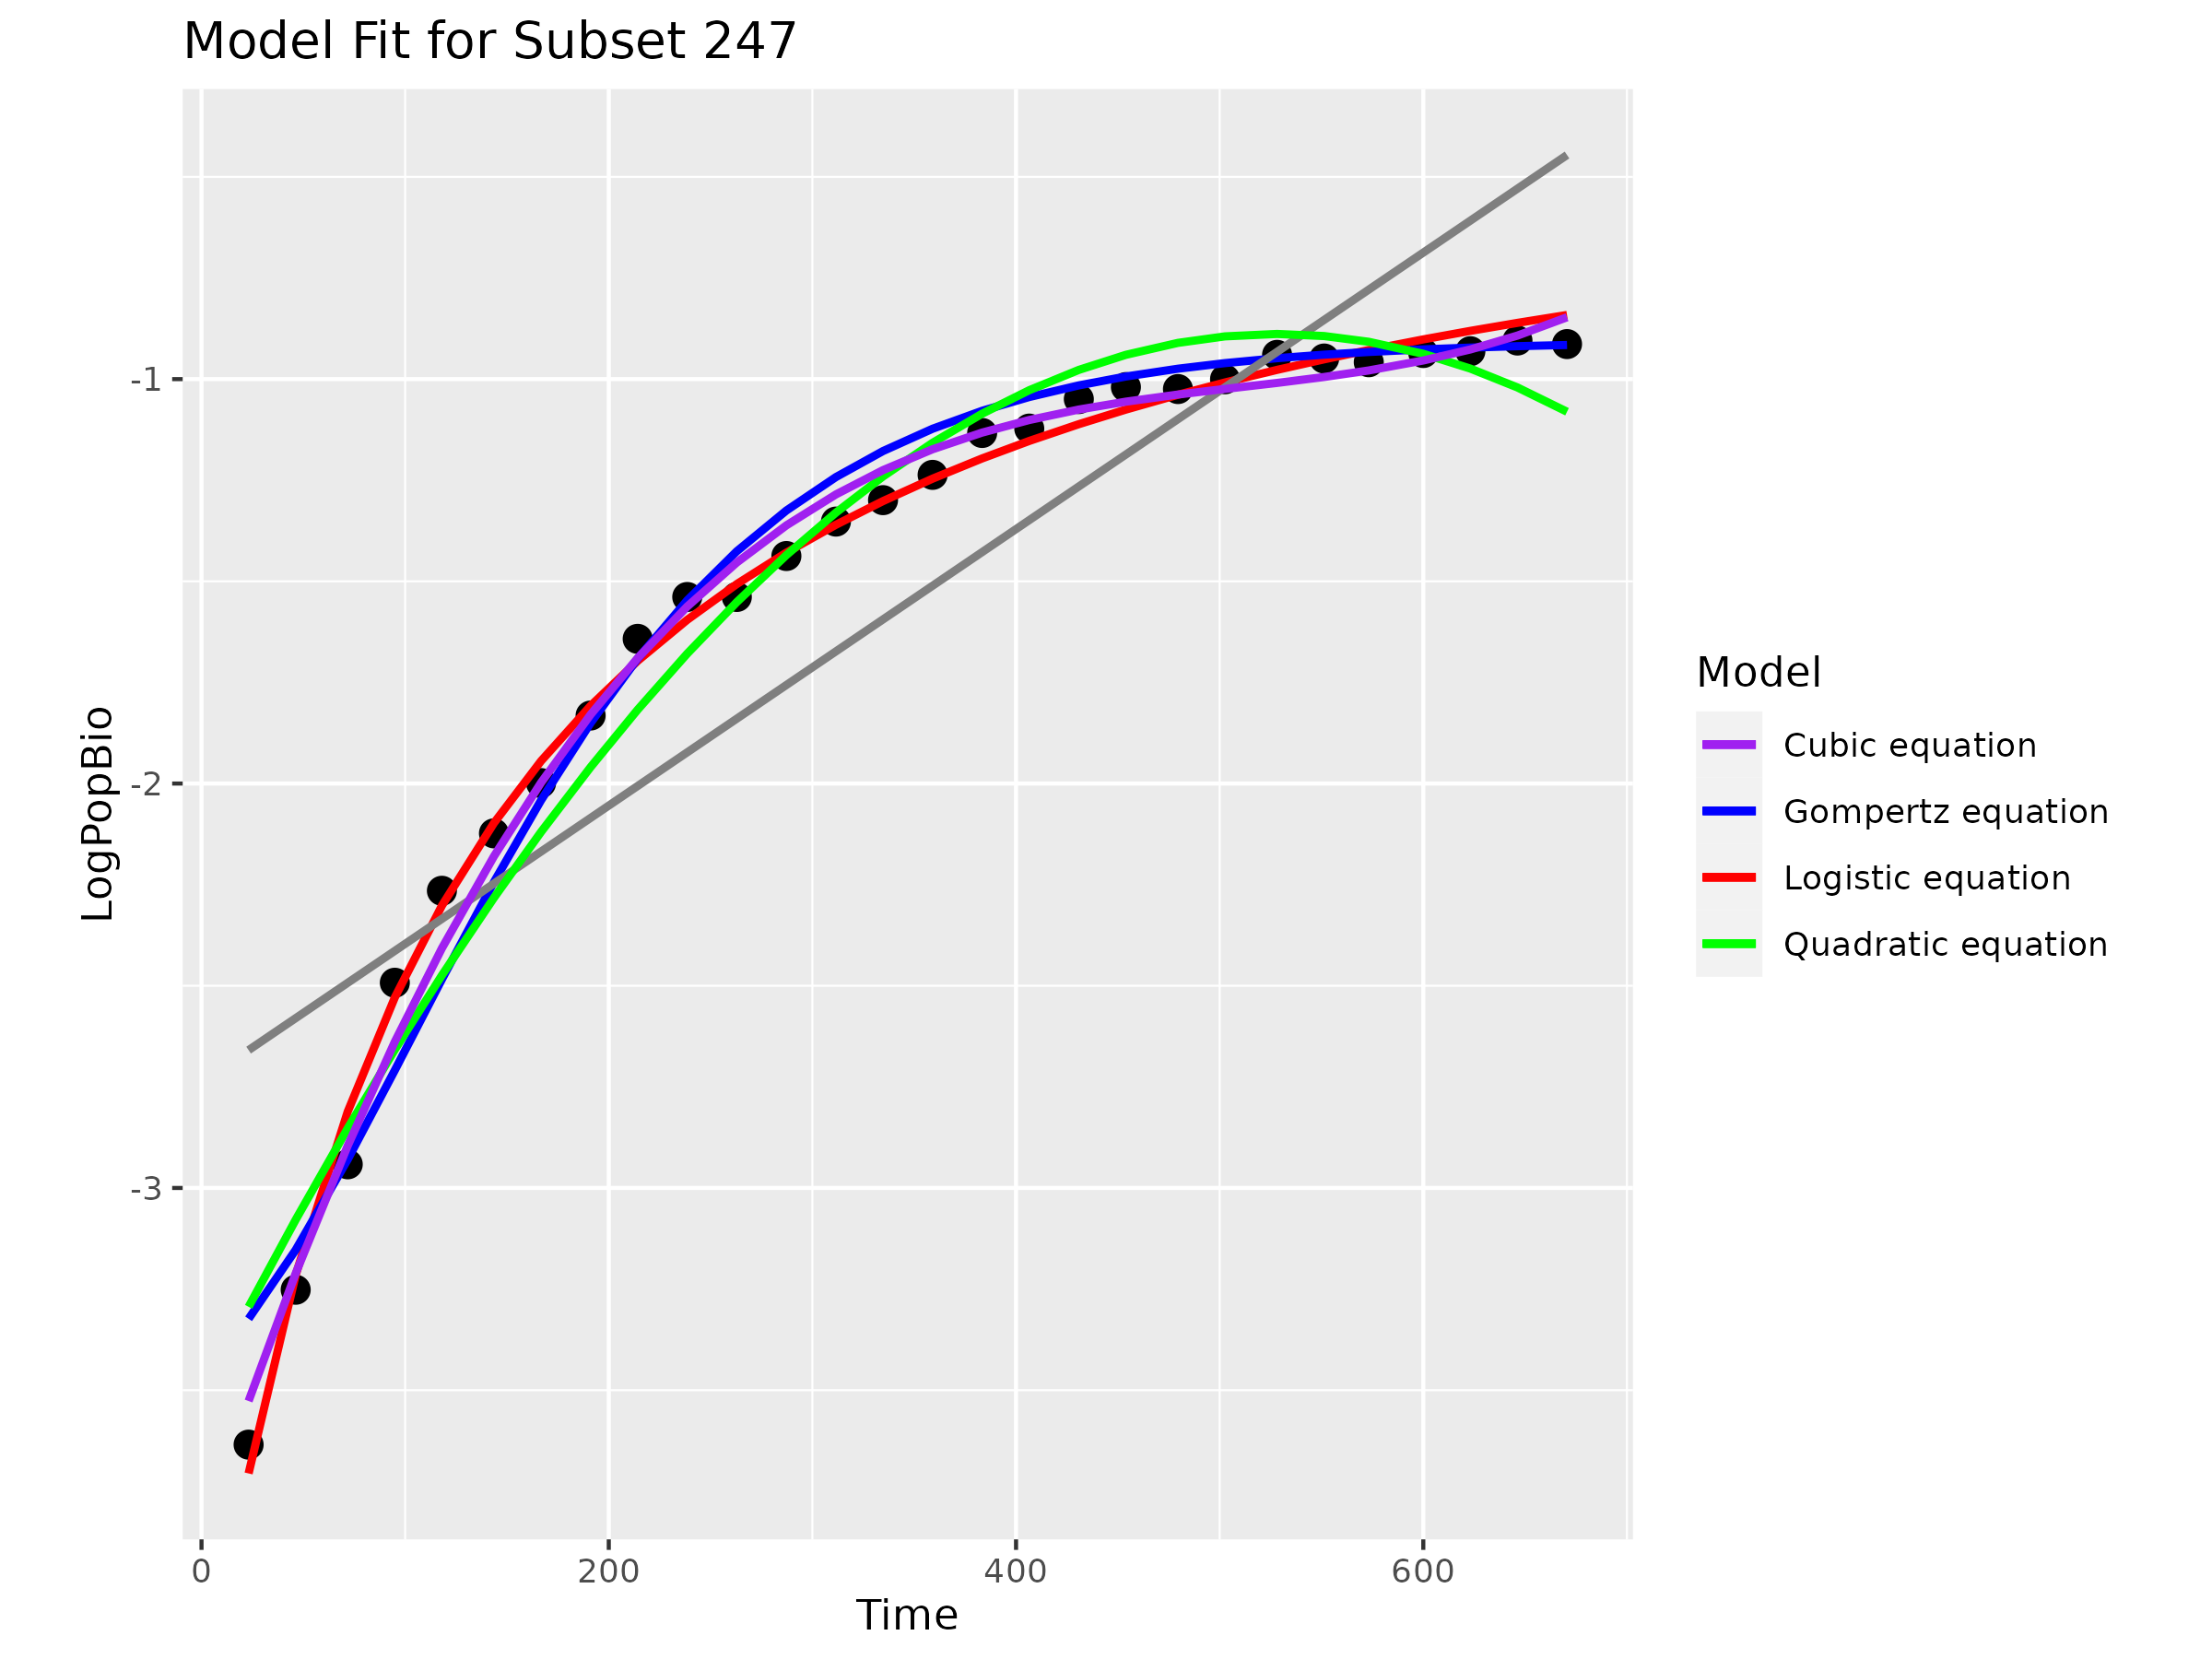 Model Fit for Subset 247
LogPopBio
-1
-2
-3
0 200 400 600
Time
Model
Cubic equation
Gompertz equation
Logistic equation
Quadratic equation